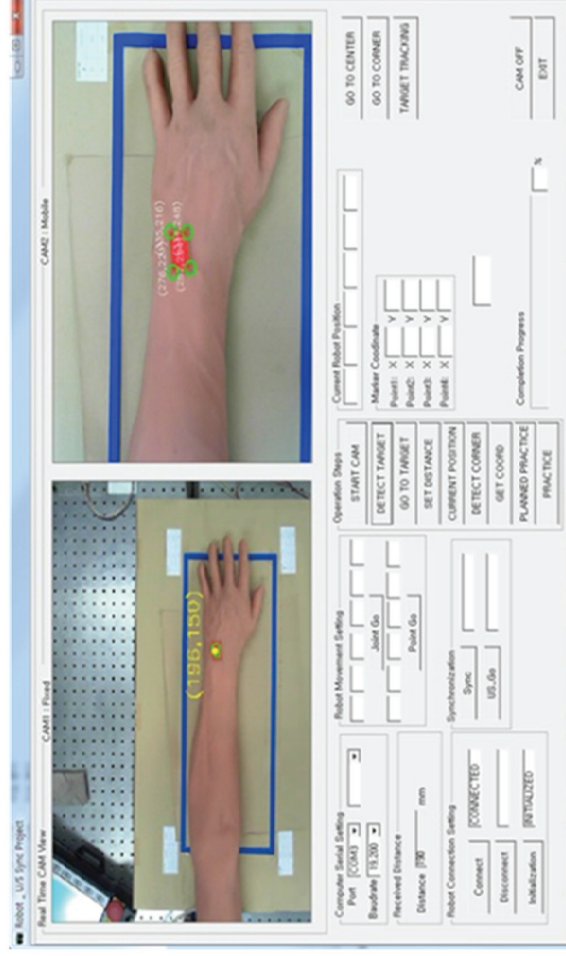 Robot _ U/S Sync Project
Real Time CAM View
CAM1 : Fixed
CAM2 : Mobile
(196,150)
Computer Serial Setting
Port COM3
Baudrate 19,200
Received Distance
Distance 190 mm
Robot Connection Setting
Connect CONNECTED
Disconnect
Initialization INITIALIZED
Robot Movement Setting
Joint Go
Point Go
Synchronization
Sync
US_Go
Operation Steps
START CAM
DETECT TARGET
GO TO TARGET
SET DISTANCE
CURRENT POSITION
DETECT CORNER
GET COORD
PLANNED PRACTICE
PRACTICE
Current Robot Position
Marker Coodinate
Point1: X Y
Point2: X Y
Point3: X Y
Point4: X Y
Completion Progress
%
GO TO CENTER
GO TO CORNER
TARGET TRACKING
CAM OFF
EXIT